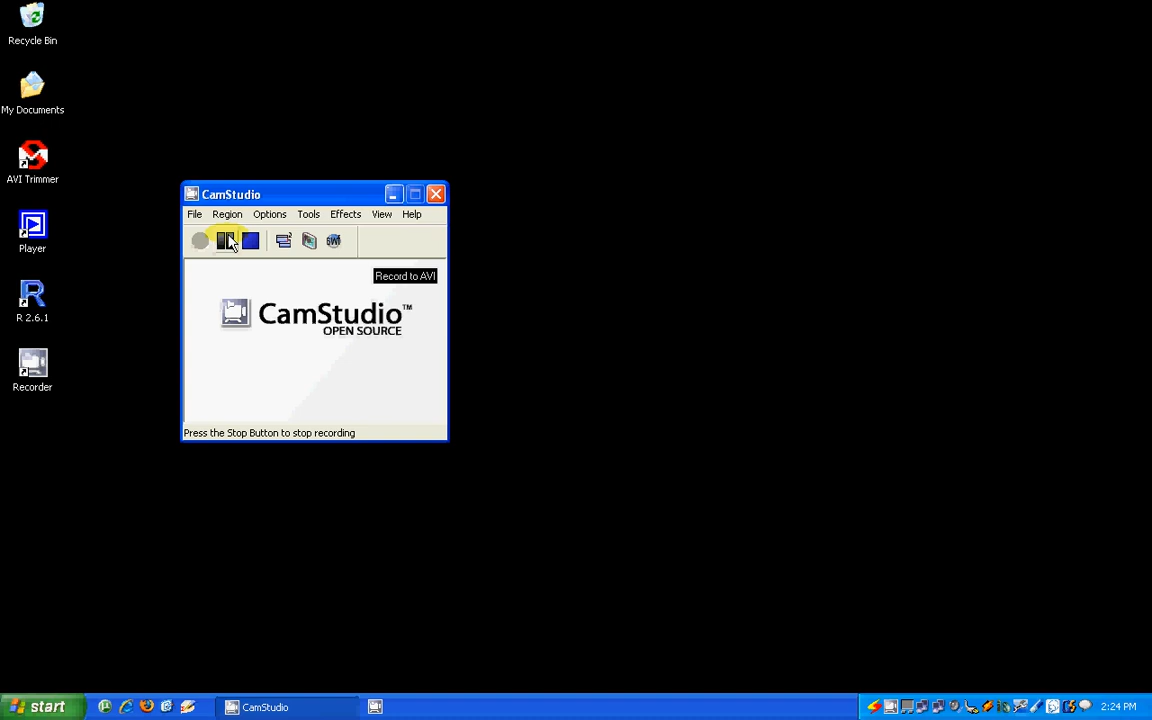 Recycle Bin
My Documents
AVI Trimmer
Player
R 2.6.1
Recorder
CamStudio
File Region Options Tools Effects View Help
SWF
Record to AVI
CamStudio™
OPEN SOURCE
Press the Stop Button to stop recording
start
CamStudio
2:24 PM